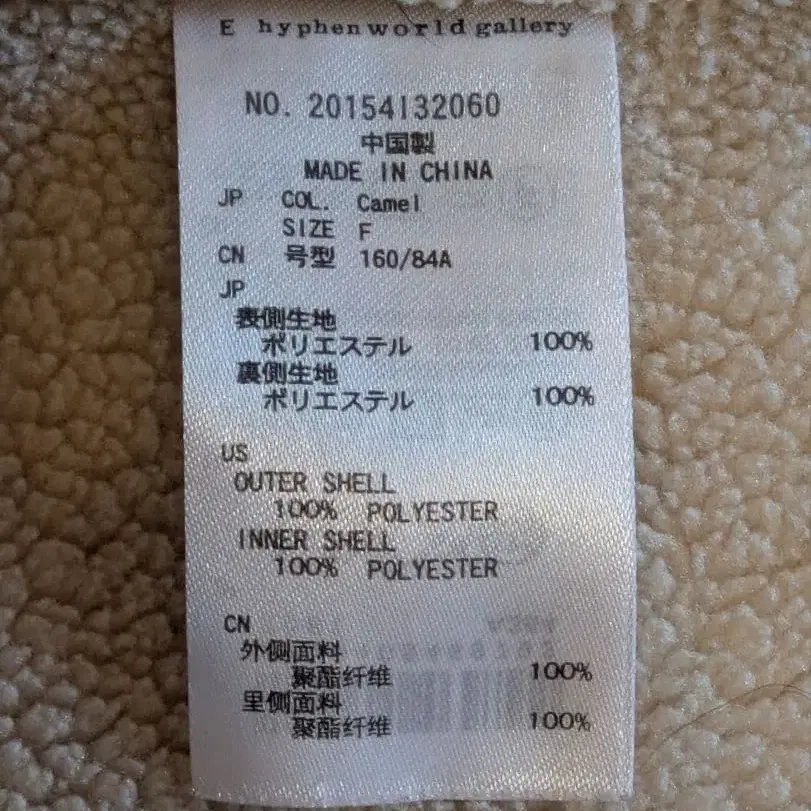 E hyphen world gallery
NO. 20154132060
中国製
MADE IN CHINA
JP COL. Camel
SIZE F
CN 号型 160/84A
JP
表側生地
ポリエステル 100%
裏側生地
ポリエステル 100%
US
OUTER SHELL
100% POLYESTER
INNER SHELL
100% POLYESTER
CN
外侧面料
聚酯纤维 100%
里侧面料
聚酯纤维 100%